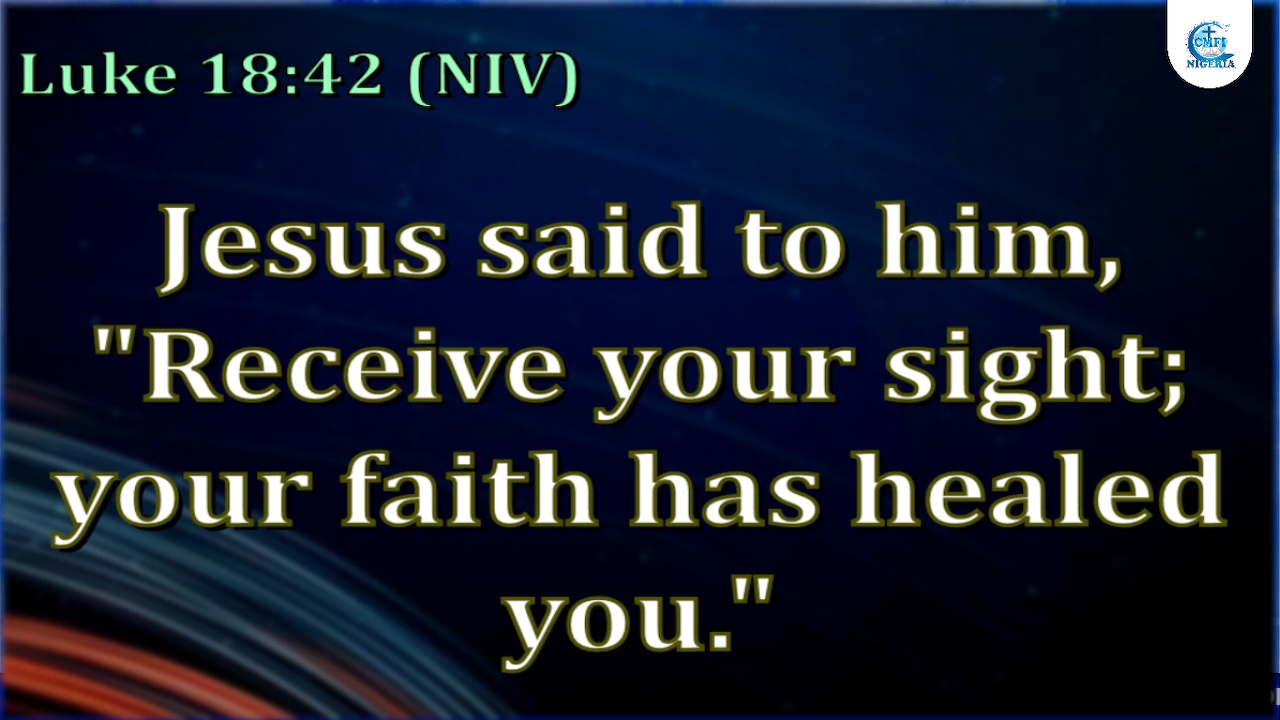 Luke 18:42 (NIV)
CMFI
NIGERIA
Jesus said to him,
"Receive your sight;
your faith has healed
you."